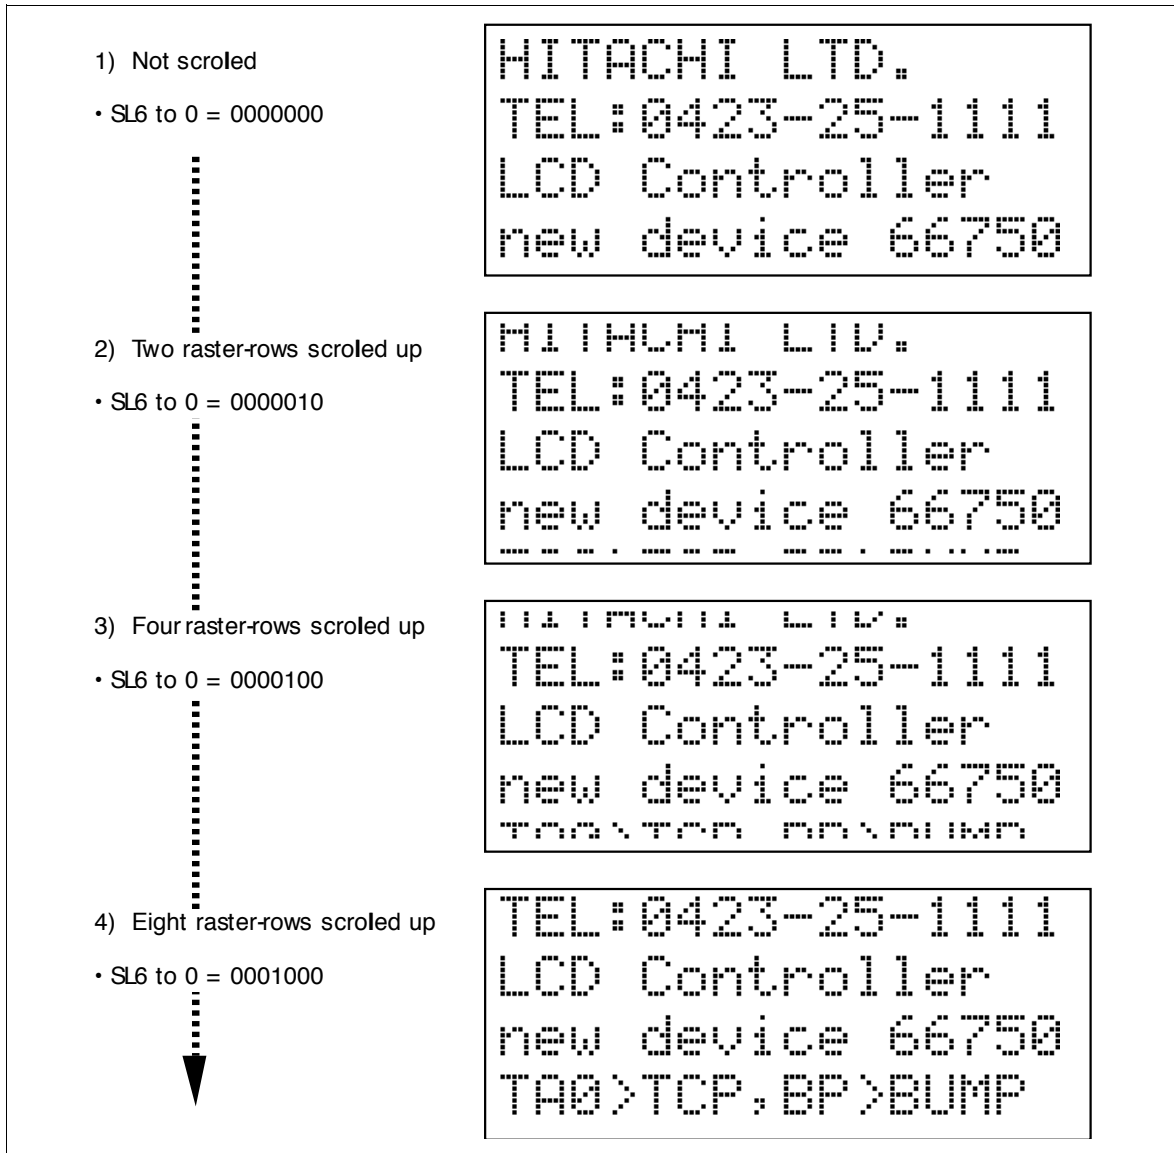 1) Not scroled
• SL6 to 0 = 0000000
HITACHI LTD.
TEL:0423-25-1111
LCD Controller
new device 66750
2) Two raster-rows scroled up
• SL6 to 0 = 0000010
HITACHI LTD.
TEL:0423-25-1111
LCD Controller
new device 66750
3) Four raster-rows scroled up
• SL6 to 0 = 0000100
TEL:0423-25-1111
LCD Controller
new device 66750
4) Eight raster-rows scroled up
• SL6 to 0 = 0001000
TEL:0423-25-1111
LCD Controller
new device 66750
TA0>TCP,BP>BUMP